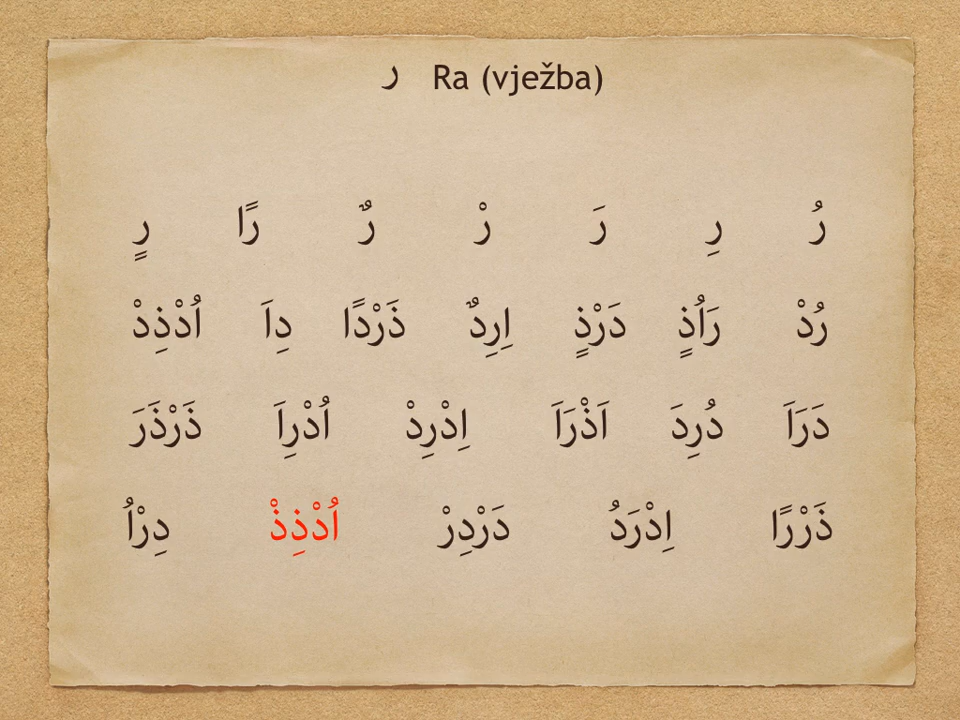 ر Ra (vježba)
رُ رِ رَ رْ رٌ رًا رٍ
رُدْ رَاُذٍ دَرْذٍ اِرِدٌ ذَرْدًا دِاَ اُدْذِدْ
دَرَاَ دُرِدَ اَذْرَاَ اِدْرِدْ اُدْرِاَ ذَرْذَرَ
ذَرْرًا اِدْرَدُ دَرْدِرْ اُدْذِذْ دِرْاُ